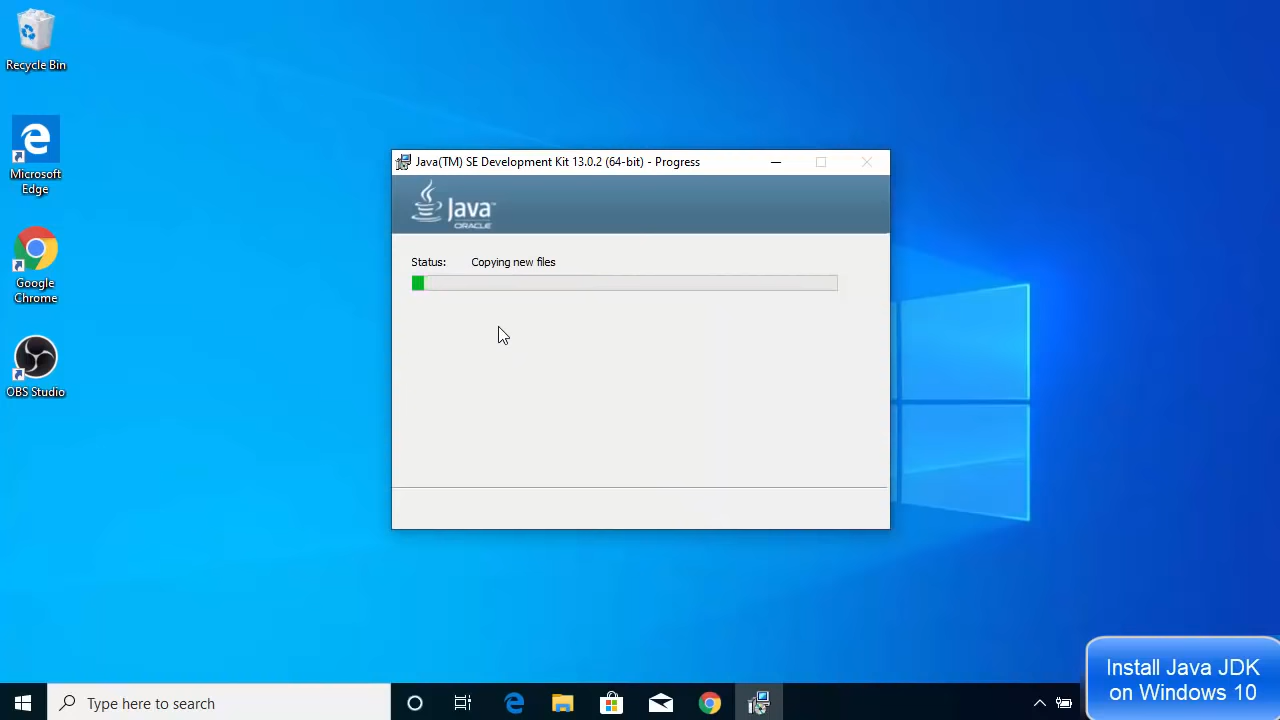 Recycle Bin
Microsoft
Edge
Google
Chrome
OBS Studio
Java(TM) SE Development Kit 13.0.2 (64-bit) - Progress
Java™
ORACLE
Status: Copying new files
Type here to search
Install Java JDK
on Windows 10